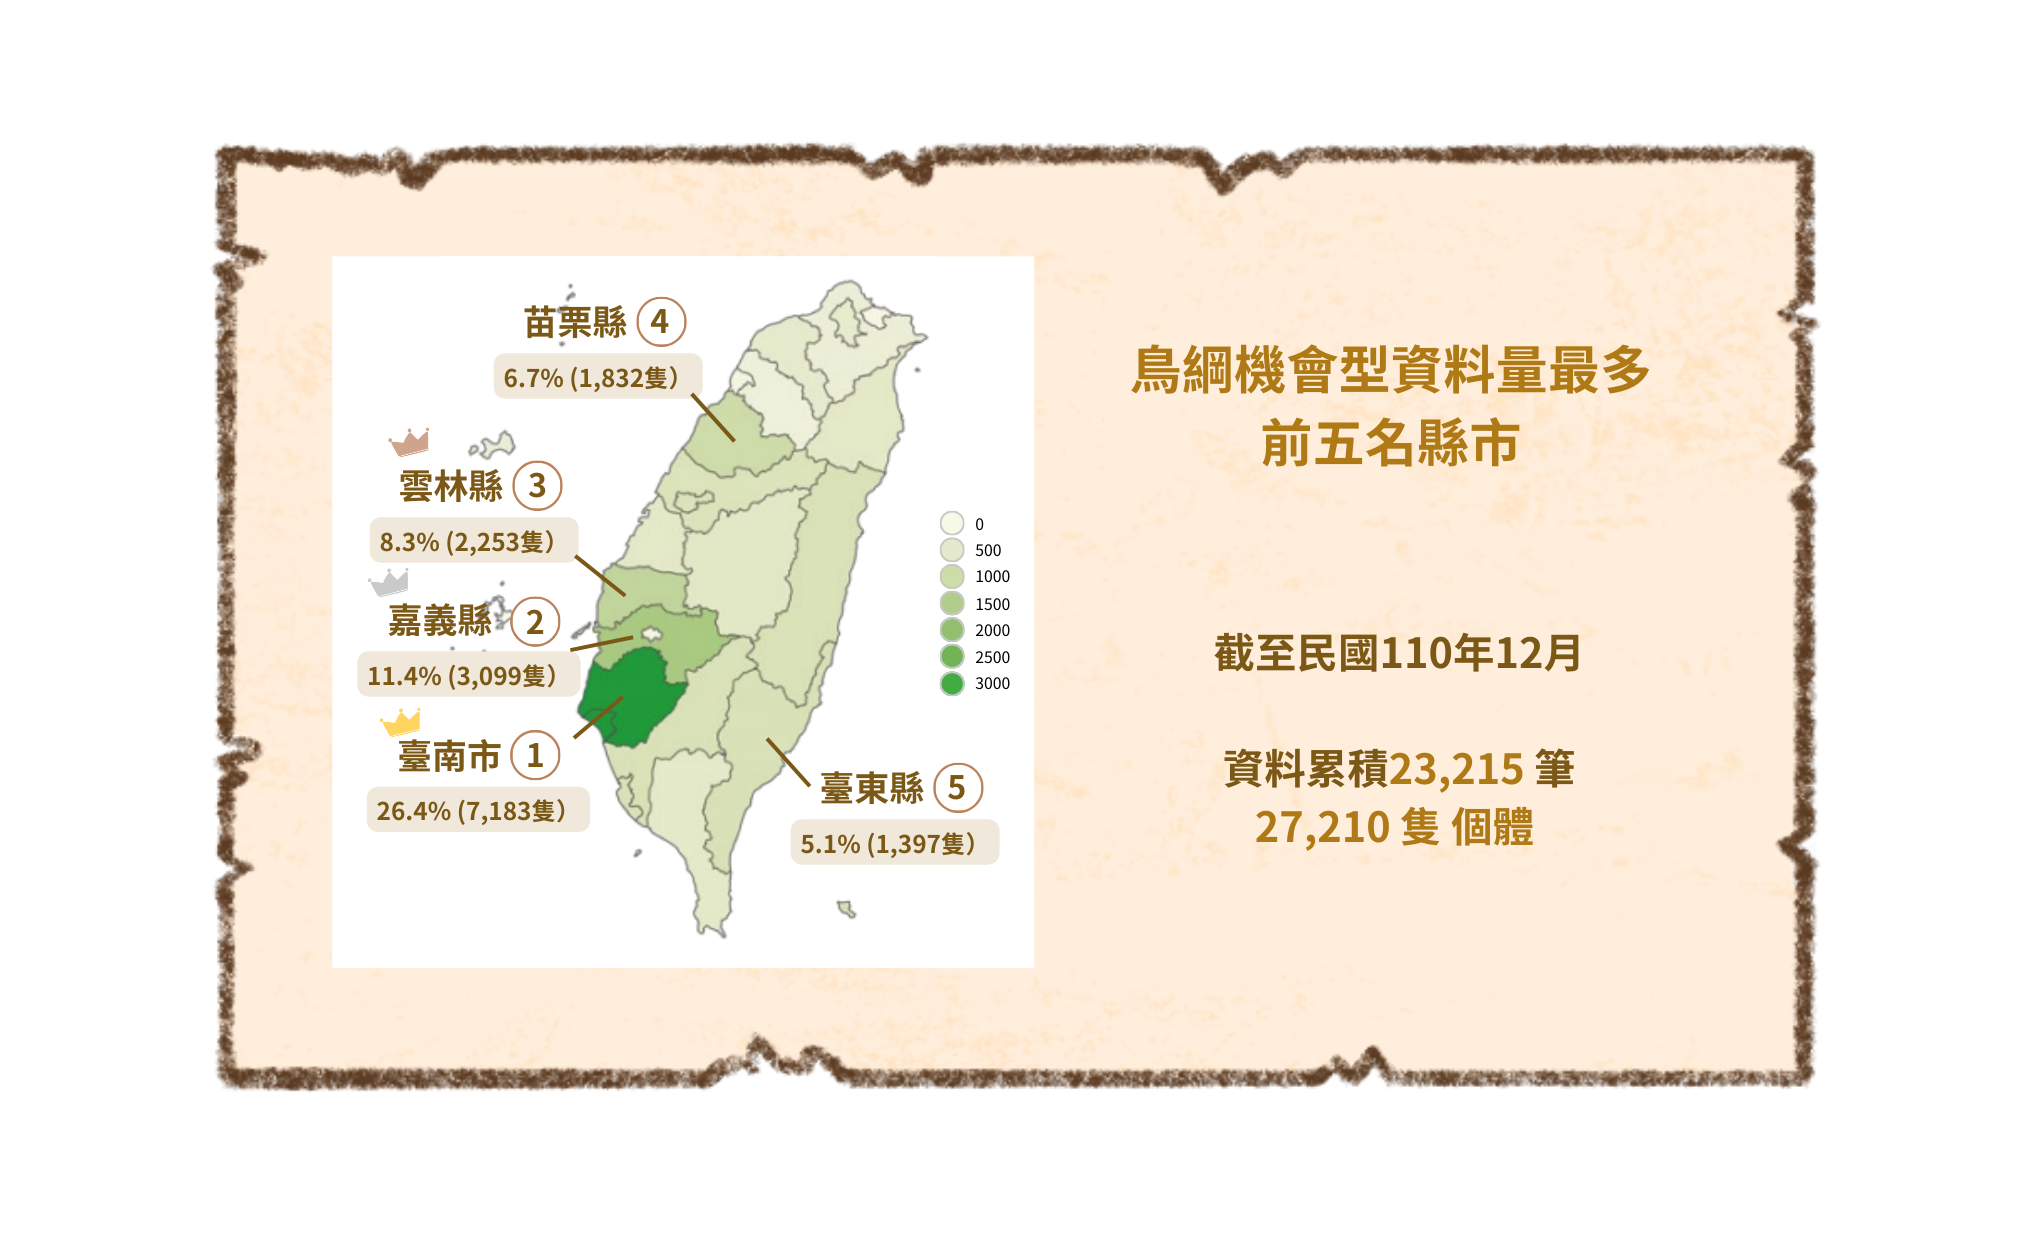 苗栗縣 4
6.7% (1,832隻）
雲林縣 3
8.3% (2,253隻）
嘉義縣 2
11.4% (3,099隻）
臺南市 1
26.4% (7,183隻）
臺東縣 5
5.1% (1,397隻）
0
500
1000
1500
2000
2500
3000
鳥綱機會型資料量最多
前五名縣市
截至民國110年12月
資料累積23,215 筆
27,210 隻 個體